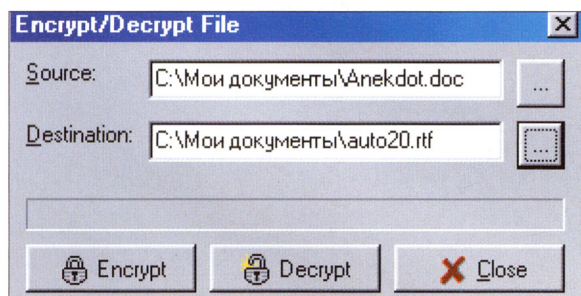 Encrypt/Decrypt File
Source: C:\Мои документы\Anekdot.doc ...
Destination: C:\Мои документы\auto20.rtf ...
Encrypt Decrypt Close